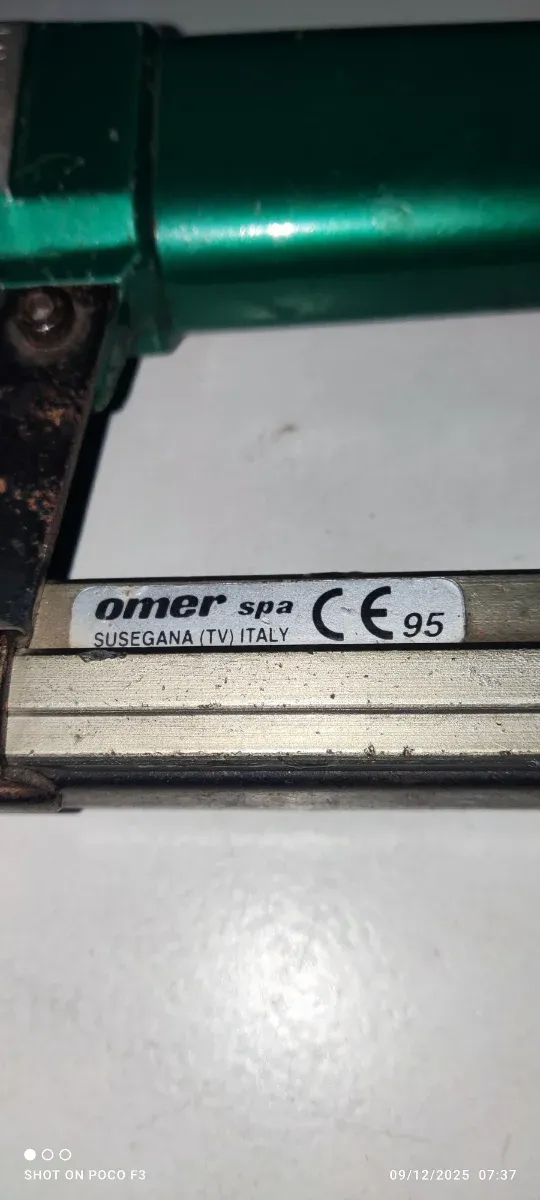 omer spa CE 95
SUSEGANA (TV) ITALY
SHOT ON POCO F3
09/12/2025 07:37